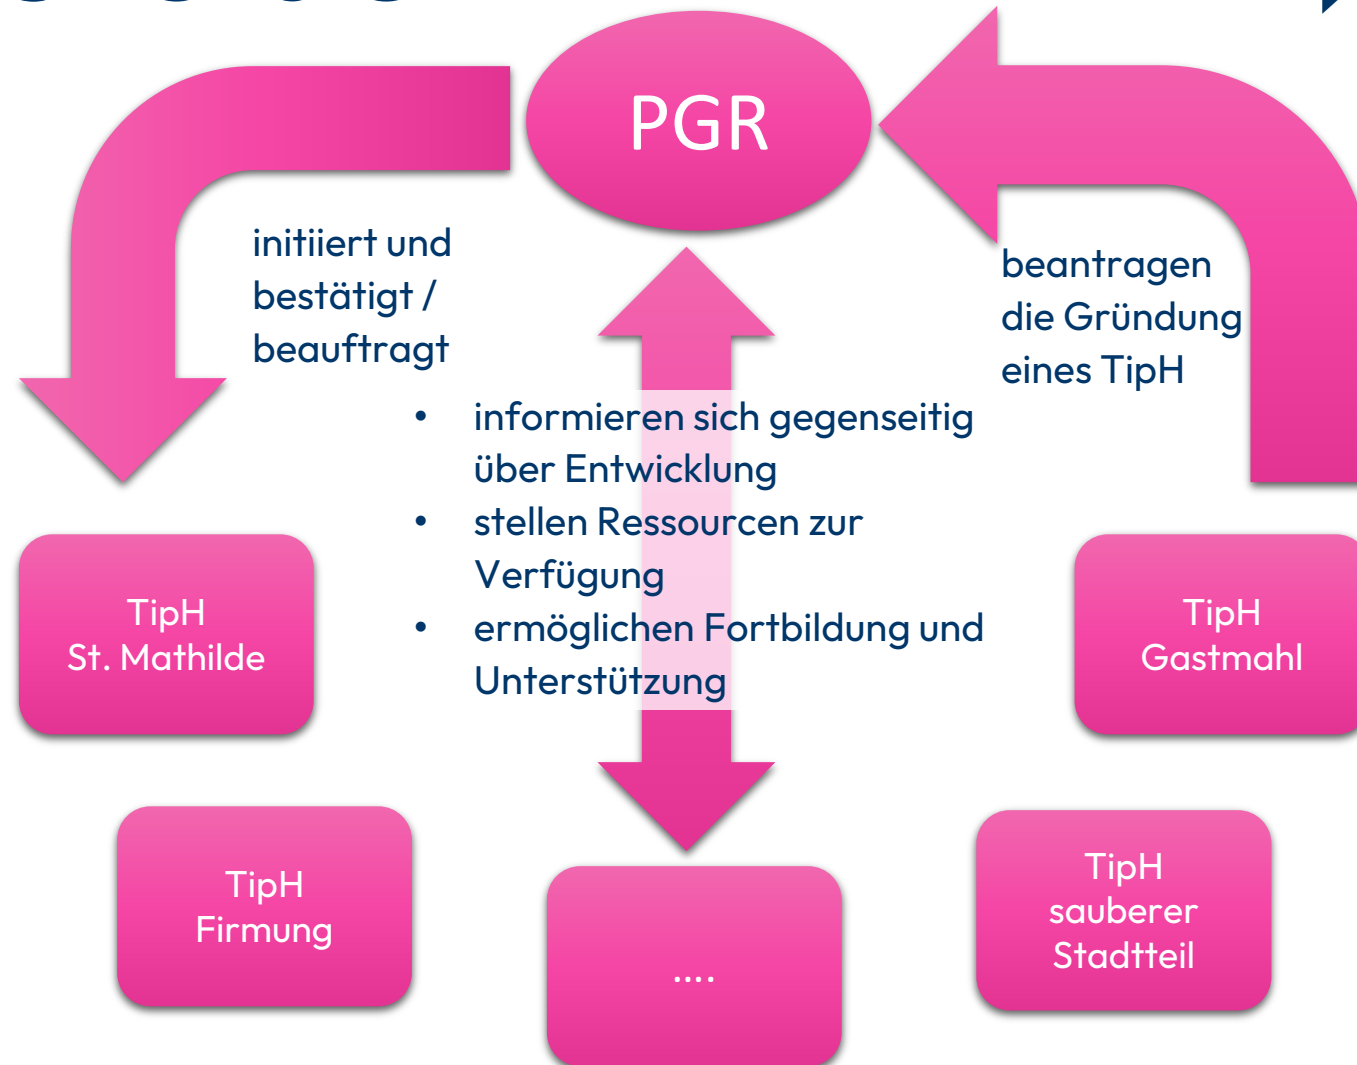 PGR
initiiert und
bestätigt /
beauftragt
beantragen
die Gründung
eines TipH
• informieren sich gegenseitig
über Entwicklung
• stellen Ressourcen zur
Verfügung
• ermöglichen Fortbildung und
Unterstützung
TipH
St. Mathilde
TipH
Gastmahl
TipH
Firmung
....
TipH
sauberer
Stadtteil